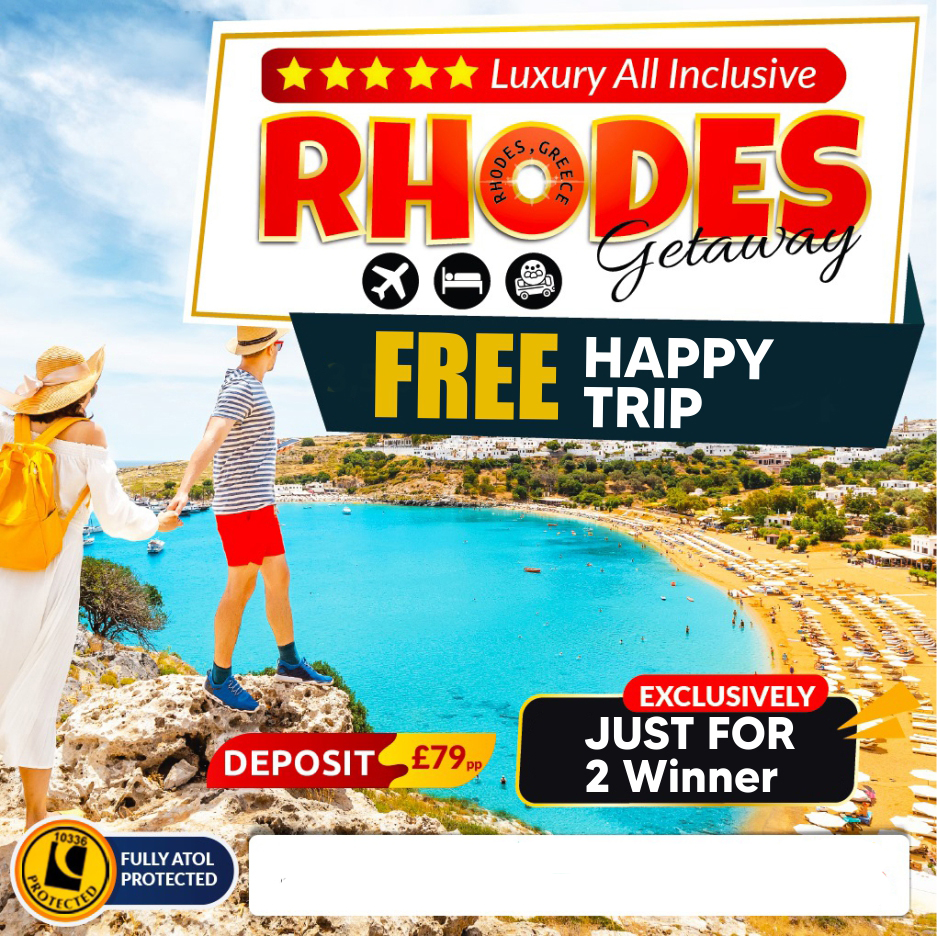 Luxury All Inclusive
RHODES
RHODES, GREECE
Getaway
FREE HAPPY
TRIP
EXCLUSIVELY
JUST FOR
2 Winner
DEPOSIT £79pp
10336
PROTECTED
FULLY ATOL
PROTECTED